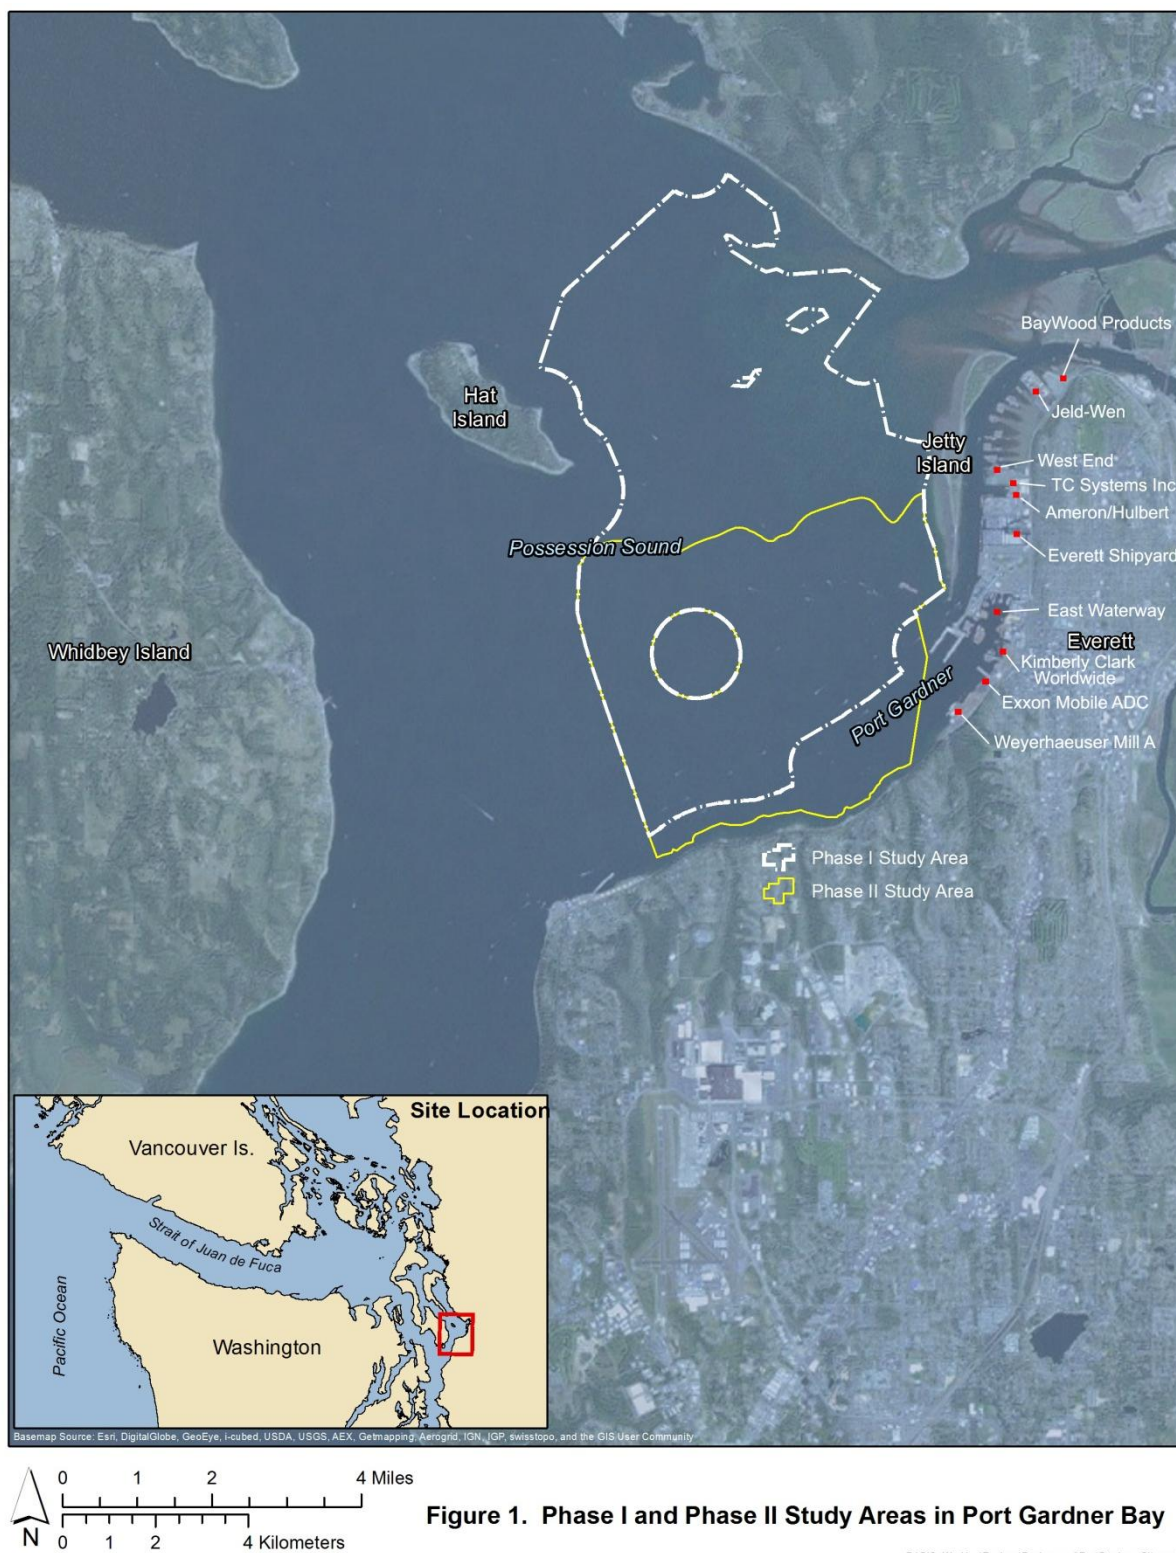 BayWood Products
Hat
Island
Jeld-Wen
Jetty
Island
West End
TC Systems Inc
Ameron/Hulbert
Possession Sound
Everett Shipyard
East Waterway
Everett
Whidbey Island
Kimberly Clark
Worldwide
Port Gardner
Exxon Mobile ADC
Weyerhaeuser Mill A
Phase I Study Area
Phase II Study Area
Site Location
Vancouver Is.
Strait of Juan de Fuca
Pacific Ocean
Washington
Basemap Source: Esri, DigitalGlobe, GeoEye, i-cubed, USDA, USGS, AEX, Getmapping, Aerogrid, IGN, IGP, swisstopo, and the GIS User Community
0 1 2 4 Miles
N
0 1 2 4 Kilometers
Figure 1. Phase I and Phase II Study Areas in Port Gardner Bay